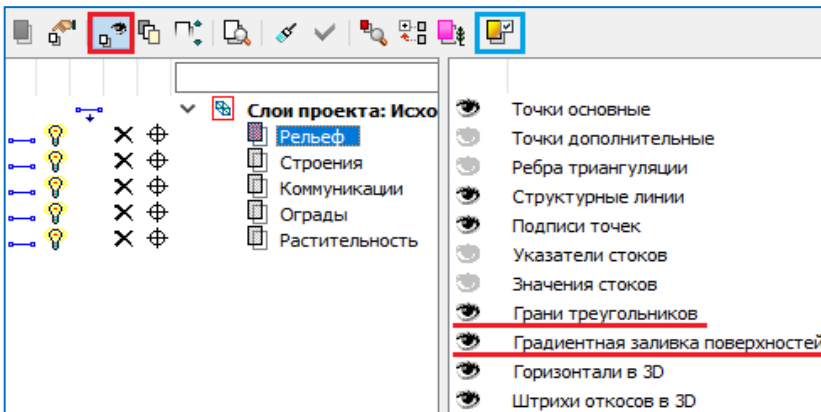 Слои проекта: Исхо
Рельеф
Строения
Коммуникации
Ограды
Растительность
Точки основные
Точки дополнительные
Ребра триангуляции
Структурные линии
Подписи точек
Указатели стоков
Значения стоков
Грани треугольников
Градиентная заливка поверхностей
Горизонтали в 3D
Штрихи откосов в 3D